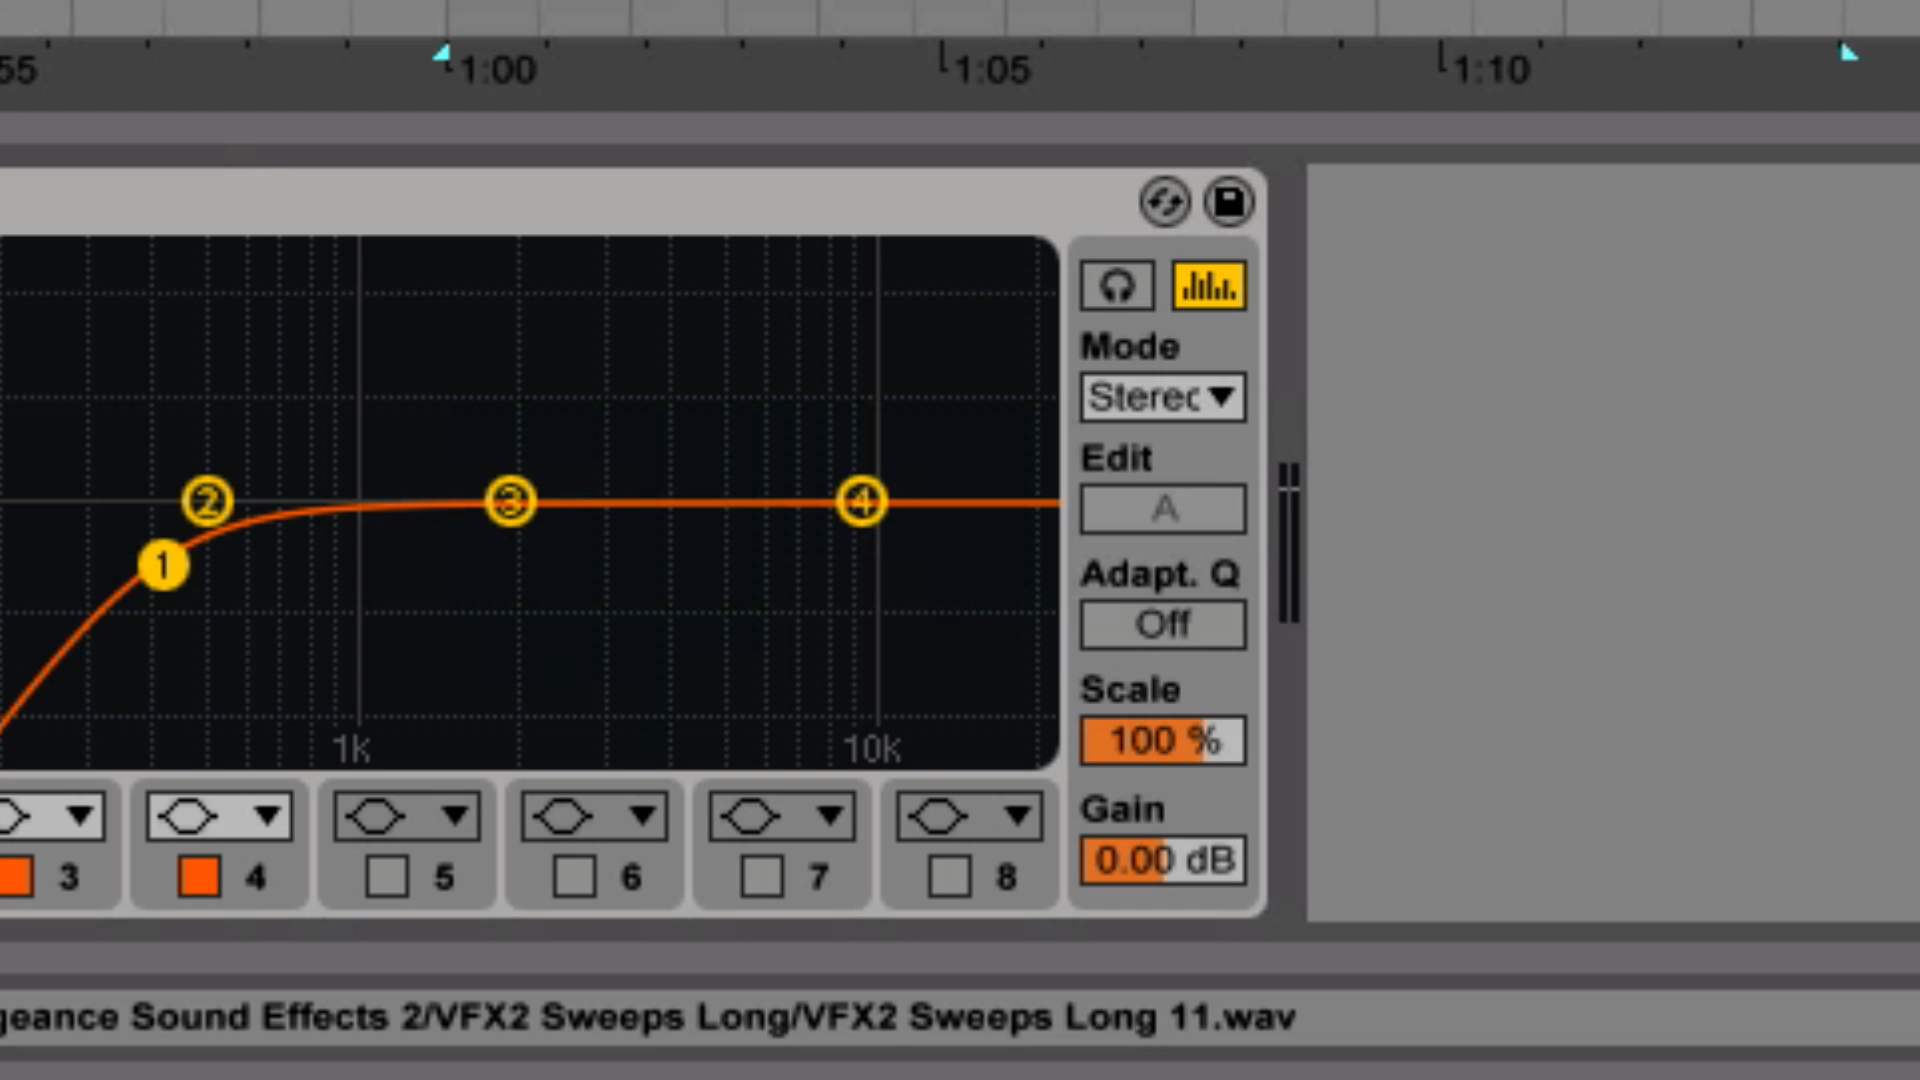 55 1:00 1:05 1:10
Mode
Sterec
Edit
A
Adapt. Q
Off
Scale
100 %
Gain
0.00 dB
2 3 4
1
1K 10K
3 4 5 6 7 8
geance Sound Effects 2/VFX2 Sweeps Long/VFX2 Sweeps Long 11.wav